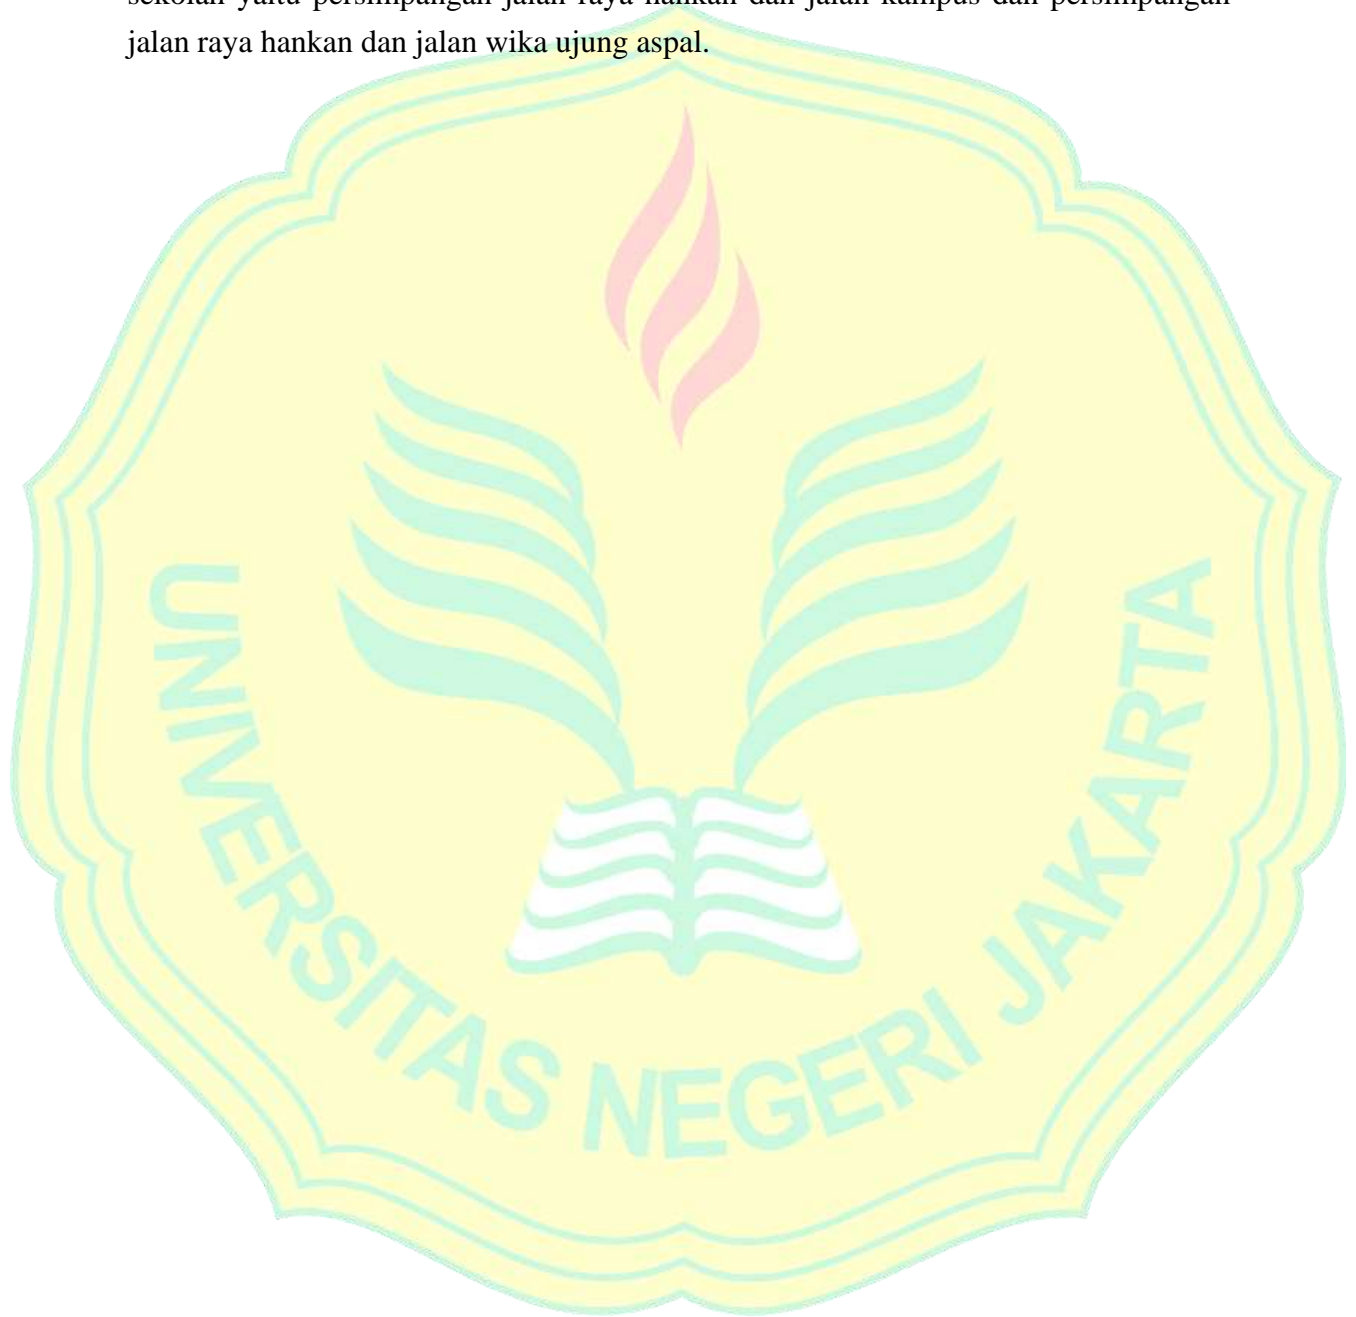 sekolah yaitu persimpangan jalan raya hankan dan jalan kampus dan persimpangan
jalan raya hankan dan jalan wika ujung aspal.
UNIVERSITAS NEGERI JAKARTA